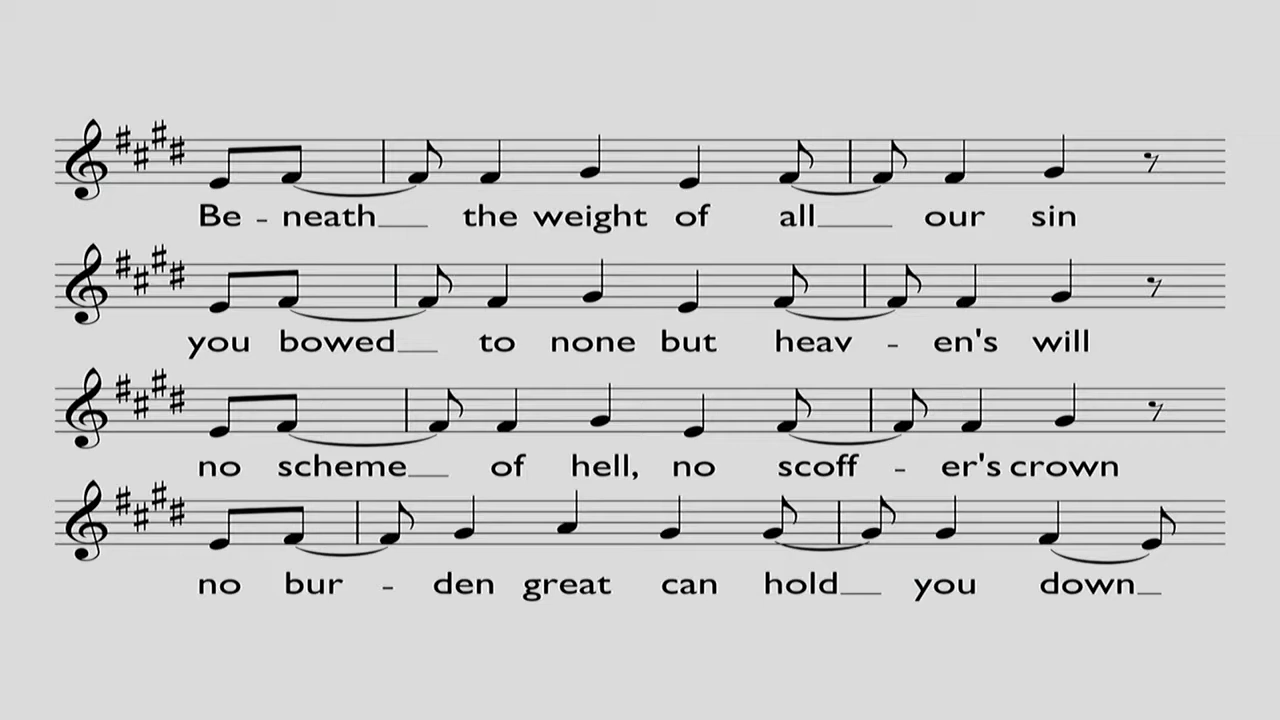 Be - neath the weight of all our sin
you bowed to none but heav - en's will
no scheme of hell, no scoff - er's crown
no bur - den great can hold you down